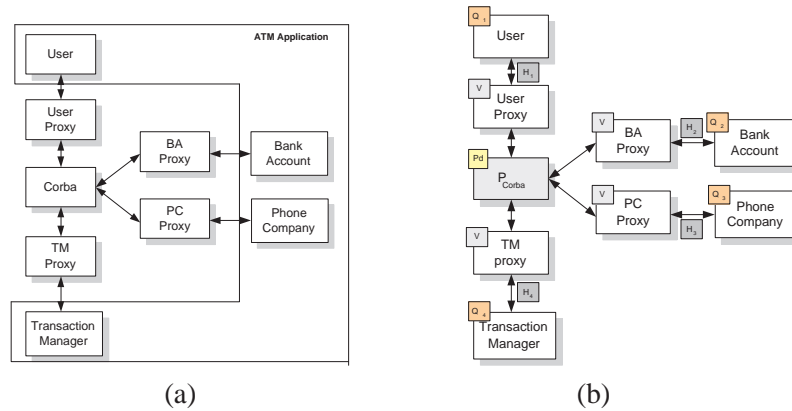 ATM Application
User
User
Proxy
Corba
BA
Proxy
Bank
Account
PC
Proxy
Phone
Company
TM
Proxy
Transaction
Manager
(a)
Q₁
User
H₁
V
User
Proxy
Pd
P_Corba
V
BA
Proxy
H₂
Q₂
Bank
Account
V
PC
Proxy
H₃
Q₃
Phone
Company
V
TM
proxy
H₄
Q₄
Transaction
Manager
(b)